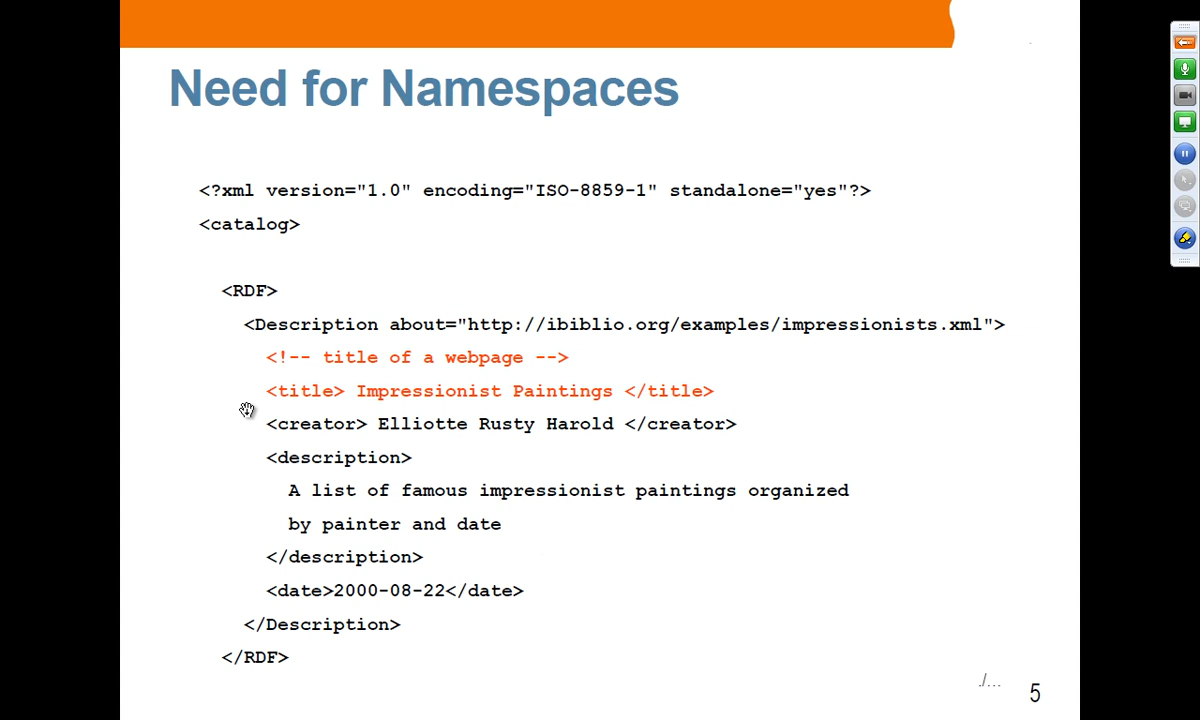 Need for Namespaces
<?xml version="1.0" encoding="ISO-8859-1" standalone="yes"?>
<catalog>
<RDF>
<Description about="http://ibiblio.org/examples/impressionists.xml">
<!-- title of a webpage -->
<title> Impressionist Paintings </title>
<creator> Elliotte Rusty Harold </creator>
<description>
A list of famous impressionist paintings organized
by painter and date
</description>
<date>2000-08-22</date>
</Description>
</RDF>
./...
5